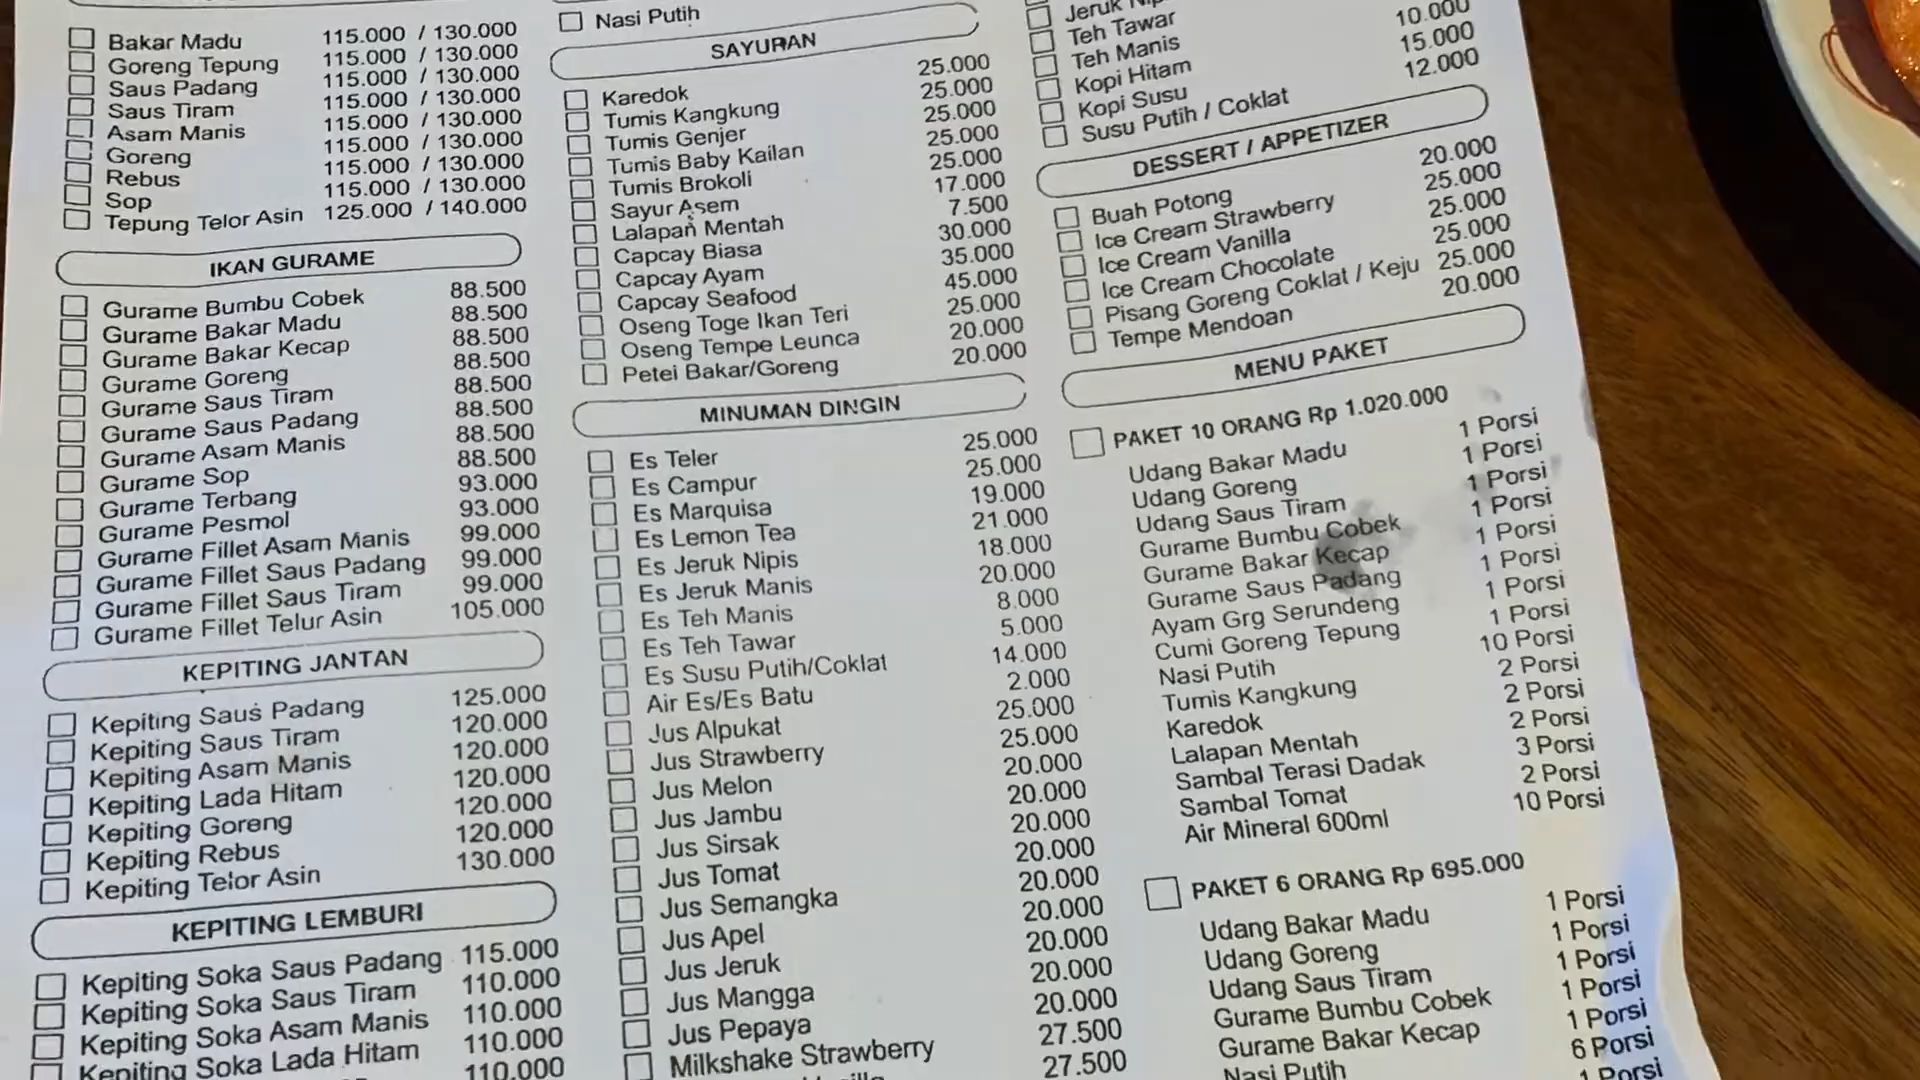 Bakar Madu 115.000 / 130.000
Goreng Tepung 115.000 / 130.000
Saus Padang 115.000 / 130.000
Saus Tiram 115.000 / 130.000
Asam Manis 115.000 / 130.000
Goreng 115.000 / 130.000
Rebus 115.000 / 130.000
Sop 115.000 / 130.000
Tepung Telor Asin 125.000 / 140.000
IKAN GURAME
Gurame Bumbu Cobek 88.500
Gurame Bakar Madu 88.500
Gurame Bakar Kecap 88.500
Gurame Goreng 88.500
Gurame Saus Tiram 88.500
Gurame Saus Padang 88.500
Gurame Asam Manis 88.500
Gurame Sop 88.500
Gurame Terbang 93.000
Gurame Pesmol 93.000
Gurame Fillet Asam Manis 99.000
Gurame Fillet Saus Padang 99.000
Gurame Fillet Saus Tiram 99.000
Gurame Fillet Telur Asin 105.000
KEPITING JANTAN
Kepiting Saus Padang 125.000
Kepiting Saus Tiram 120.000
Kepiting Asam Manis 120.000
Kepiting Lada Hitam 120.000
Kepiting Goreng 120.000
Kepiting Rebus 120.000
Kepiting Telor Asin 130.000
KEPITING LEMBURI
Kepiting Soka Saus Padang 115.000
Kepiting Soka Saus Tiram 110.000
Kepiting Soka Asam Manis 110.000
Kepiting Soka Lada Hitam 110.000
110.000
Nasi Putih
SAYURAN
Karedok 25.000
Tumis Kangkung 25.000
Tumis Genjer 25.000
Tumis Baby Kailan 25.000
Tumis Brokoli 25.000
Sayur Asem 17.000
Lalapan Mentah 7.500
Capcay Biasa 30.000
Capcay Ayam 35.000
Capcay Seafood 45.000
Oseng Toge Ikan Teri 25.000
Oseng Tempe Leunca 20.000
Petei Bakar/Goreng 20.000
MINUMAN DINGIN
Es Teler 25.000
Es Campur 25.000
Es Marquisa 19.000
Es Lemon Tea 21.000
Es Jeruk Nipis 18.000
Es Jeruk Manis 20.000
Es Teh Manis 8.000
Es Teh Tawar 5.000
Es Susu Putih/Coklat 14.000
Air Es/Es Batu 2.000
Jus Alpukat 25.000
Jus Strawberry 25.000
Jus Melon 20.000
Jus Jambu 20.000
Jus Sirsak 20.000
Jus Tomat 20.000
Jus Semangka 20.000
Jus Apel 20.000
Jus Jeruk 20.000
Jus Mangga 20.000
Jus Pepaya 20.000
Milkshake Strawberry 27.500
27.500
Jeruk
Teh Tawar
Teh Manis
Kopi Hitam 10.000
Kopi Susu 15.000
Susu Putih / Coklat 12.000
DESSERT / APPETIZER
Buah Potong 20.000
Ice Cream Strawberry 25.000
Ice Cream Vanilla 25.000
Ice Cream Chocolate 25.000
Pisang Goreng Coklat / Keju 25.000
Tempe Mendoan 20.000
MENU PAKET
PAKET 10 ORANG Rp 1.020.000
Udang Bakar Madu 1 Porsi
Udang Goreng 1 Porsi
Udang Saus Tiram 1 Porsi
Gurame Bumbu Cobek 1 Porsi
Gurame Bakar Kecap 1 Porsi
Gurame Saus Padang 1 Porsi
Ayam Grg Serundeng 1 Porsi
Cumi Goreng Tepung 1 Porsi
Nasi Putih 10 Porsi
Tumis Kangkung 2 Porsi
Karedok 2 Porsi
Lalapan Mentah 2 Porsi
Sambal Terasi Dadak 3 Porsi
Sambal Tomat 2 Porsi
Air Mineral 600ml 10 Porsi
PAKET 6 ORANG Rp 695.000
Udang Bakar Madu 1 Porsi
Udang Goreng 1 Porsi
Udang Saus Tiram 1 Porsi
Gurame Bumbu Cobek 1 Porsi
Gurame Bakar Kecap 1 Porsi
Nasi Putih 6 Porsi
1 Porsi